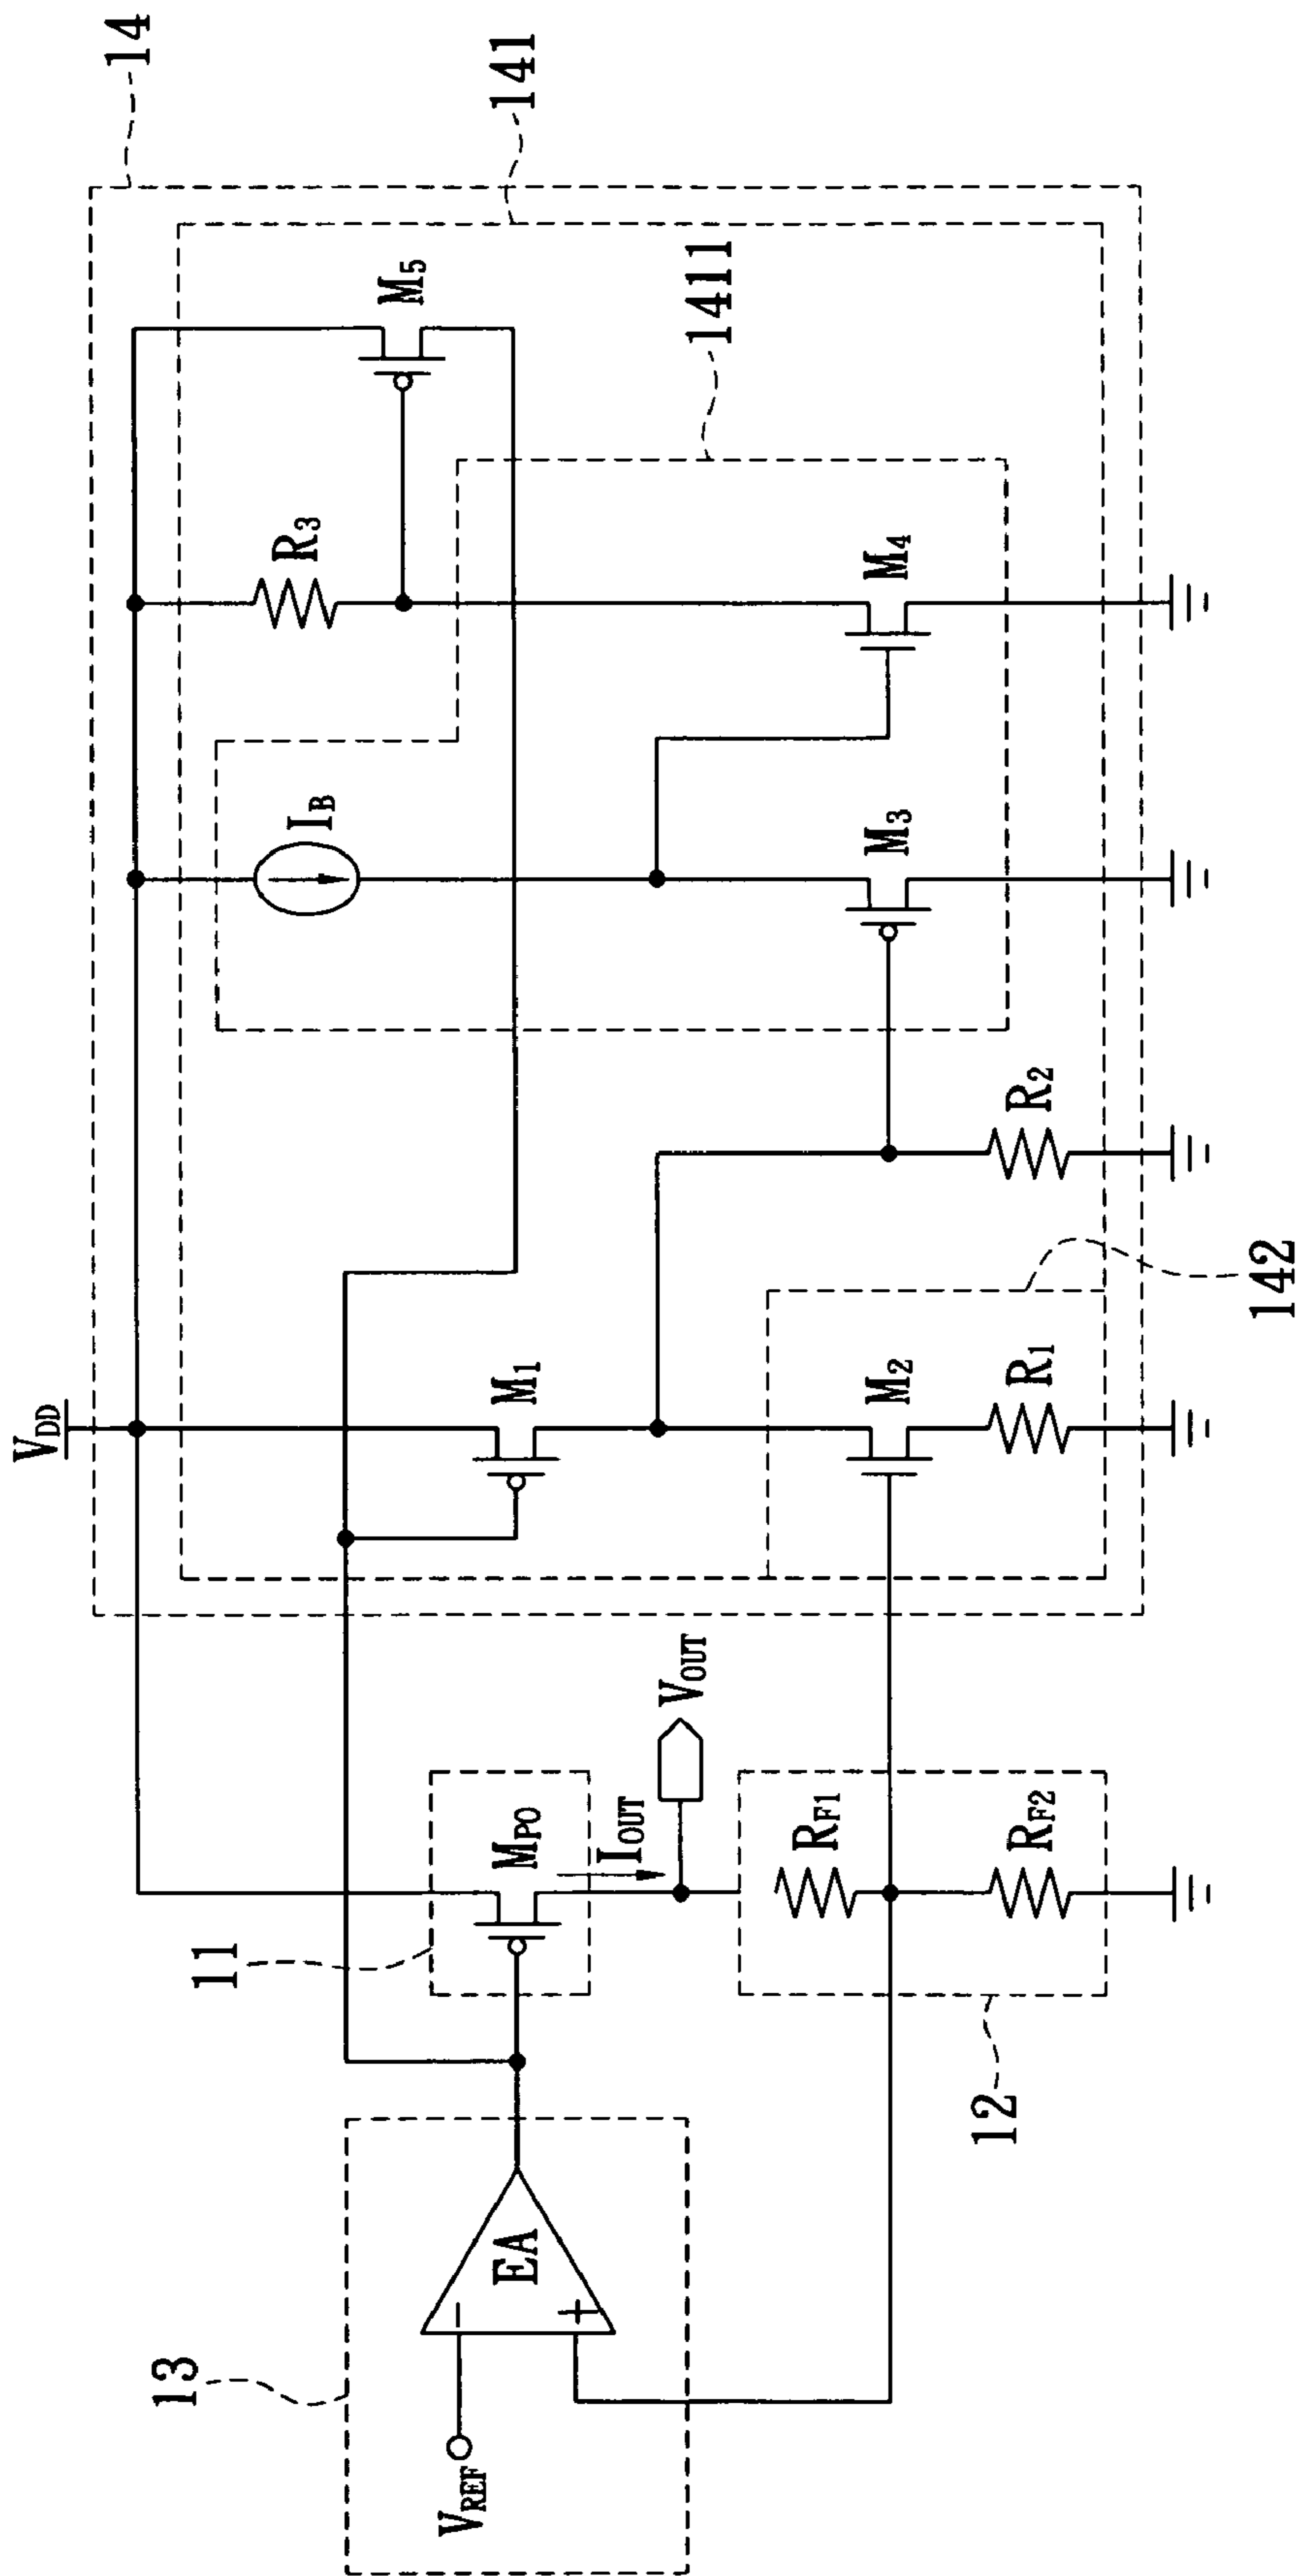 14
141
1411
M5
R3
IB
M4
M3
R2
142
VDD
M1
M2
R1
VOUT
IOUT
MPO
11
RF1
RF2
12
13
EA
−
+
VREF